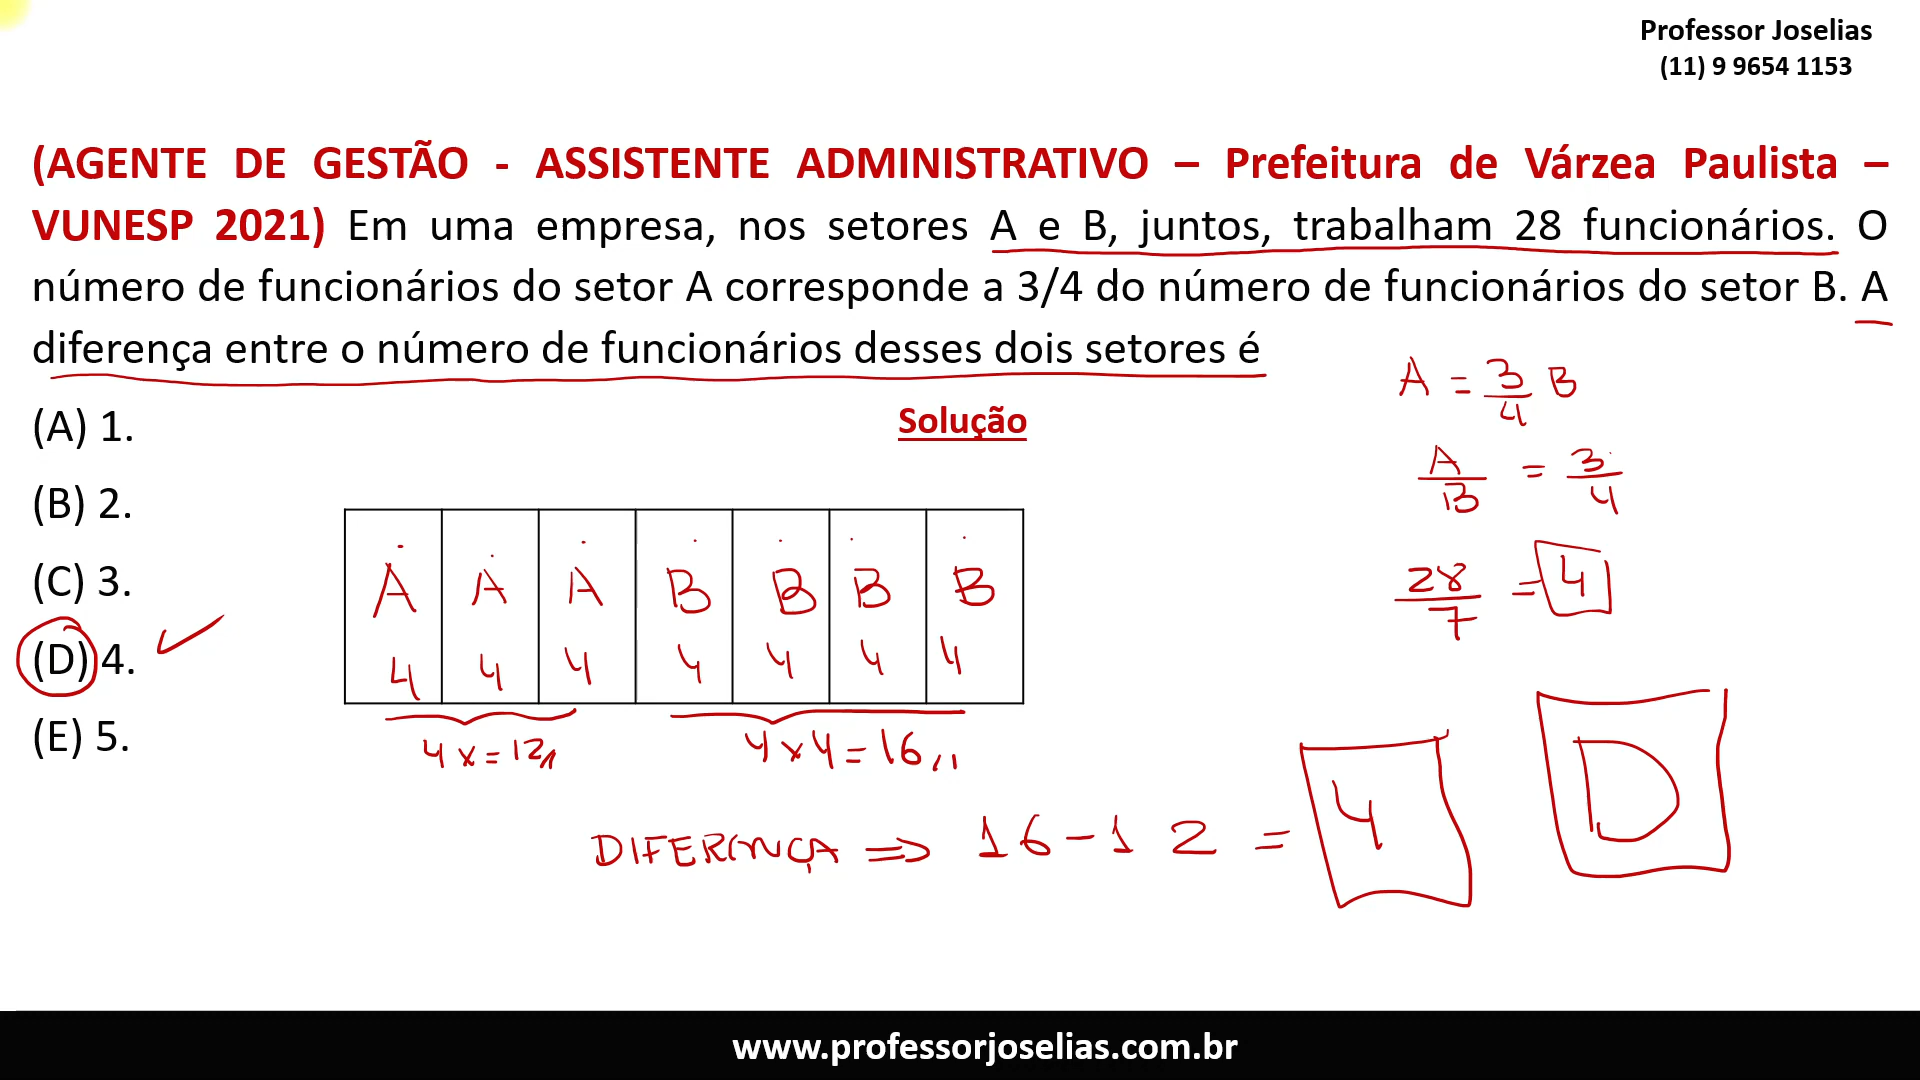 Professor Joselias
(11) 9 9654 1153
(AGENTE DE GESTÃO - ASSISTENTE ADMINISTRATIVO – Prefeitura de Várzea Paulista –
VUNESP 2021) Em uma empresa, nos setores A e B, juntos, trabalham 28 funcionários. O
número de funcionários do setor A corresponde a 3/4 do número de funcionários do setor B. A
diferença entre o número de funcionários desses dois setores é
(A) 1.
(B) 2.
(C) 3.
(D) 4.
(E) 5.
Solução
A = 3/4 B
A/B = 3/4
28/7 = 4
A A A B B B B
4 4 4 4 4 4 4
4 x = 12
4 x 4 = 16
DIFERENÇA ⇒ 16 - 12 = 4
D
www.professorjoselias.com.br